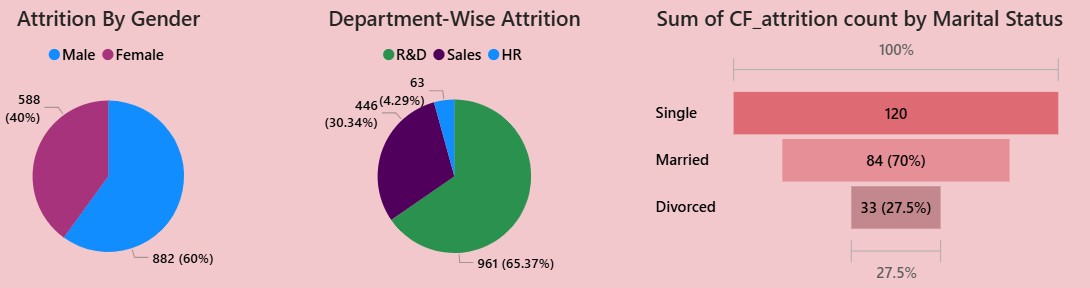 Attrition By Gender
Male Female
588
(40%)
882 (60%)
Department-Wise Attrition
R&D Sales HR
63
(4.29%)
446
(30.34%)
961 (65.37%)
Sum of CF_attrition count by Marital Status
100%
Single 120
Married 84 (70%)
Divorced 33 (27.5%)
27.5%